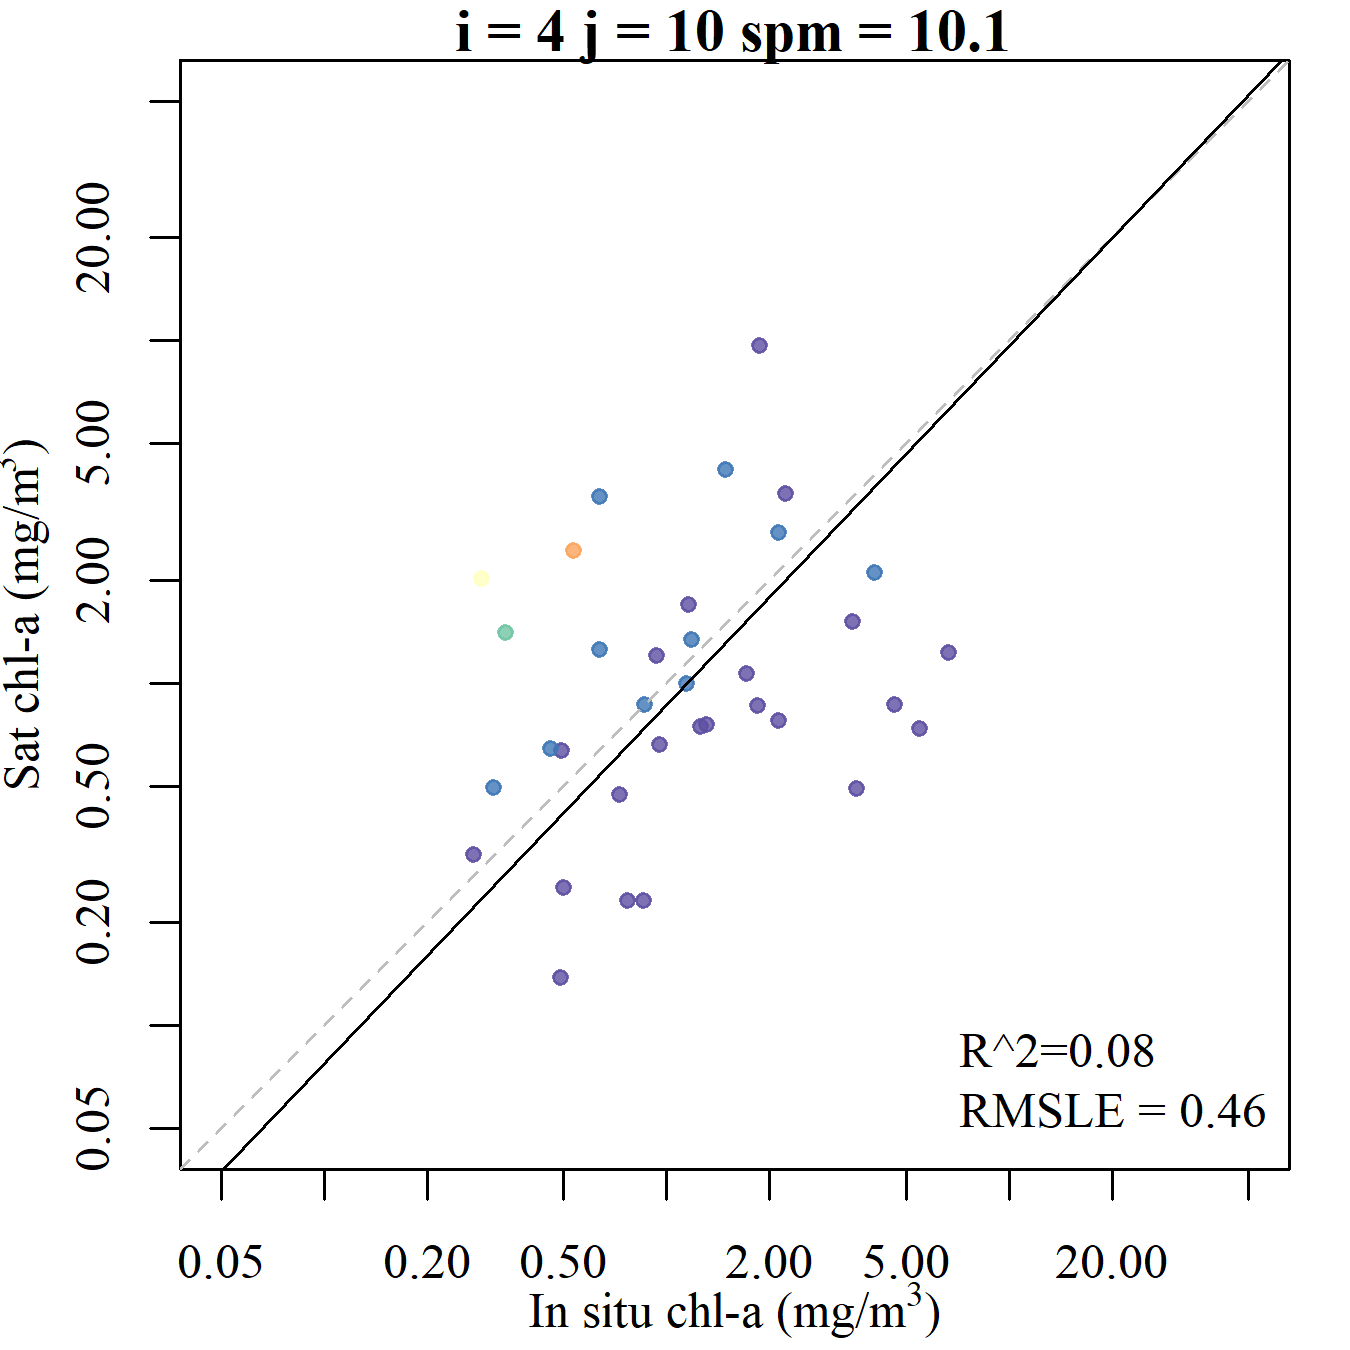 i = 4 j = 10 spm = 10.1
Sat chl-a (mg/m³)
20.00
5.00
2.00
0.50
0.20
0.05
R^2=0.08
RMSLE = 0.46
0.05 0.20 0.50 2.00 5.00 20.00
In situ chl-a (mg/m³)